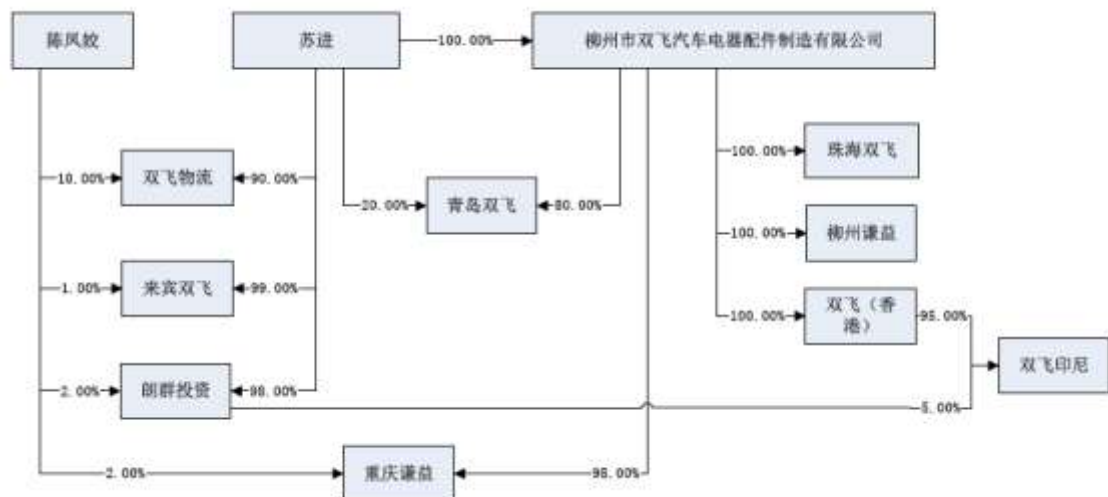 陈凤姣
苏进
100.00%
柳州市双飞汽车电器配件制造有限公司
100.00%
珠海双飞
10.00%
双飞物流
90.00%
20.00%
青岛双飞
80.00%
100.00%
柳州谦益
1.00%
来宾双飞
99.00%
100.00%
双飞（香
港）
95.00%
双飞印尼
2.00%
朗群投资
98.00%
5.00%
2.00%
重庆谦益
98.00%